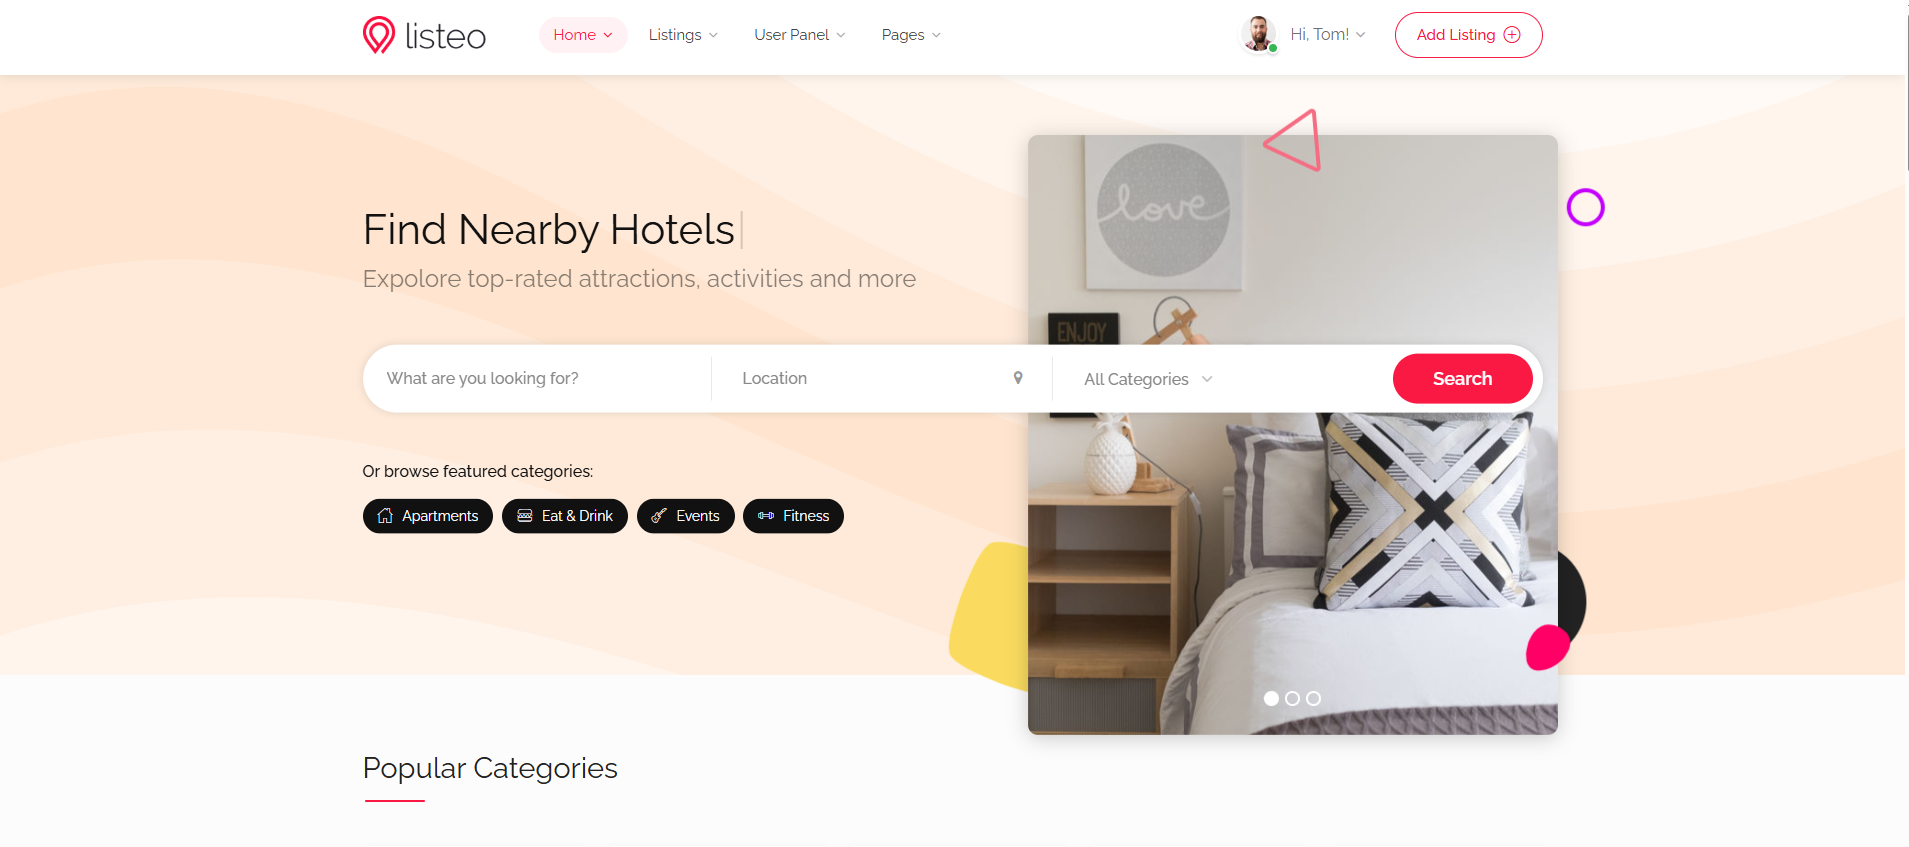 listeo
Home
Listings
User Panel
Pages
Hi, Tom!
Add Listing
love
Find Nearby Hotels
Expolore top-rated attractions, activities and more
ENJOY
What are you looking for?
Location
All Categories
Search
Or browse featured categories:
Apartments
Eat & Drink
Events
Fitness
Popular Categories